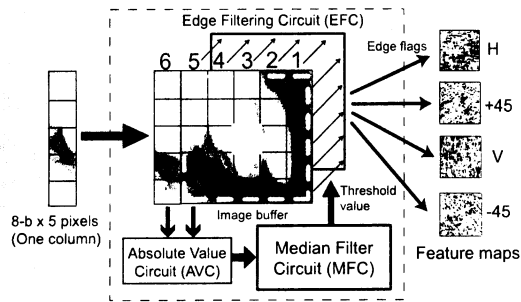 Edge Filtering Circuit (EFC)
6 5 4 3 2 1
Edge flags
H
+45
V
-45
Feature maps
8-b x 5 pixels
(One column)
Image buffer
Threshold
value
Absolute Value
Circuit (AVC)
Median Filter
Circuit (MFC)